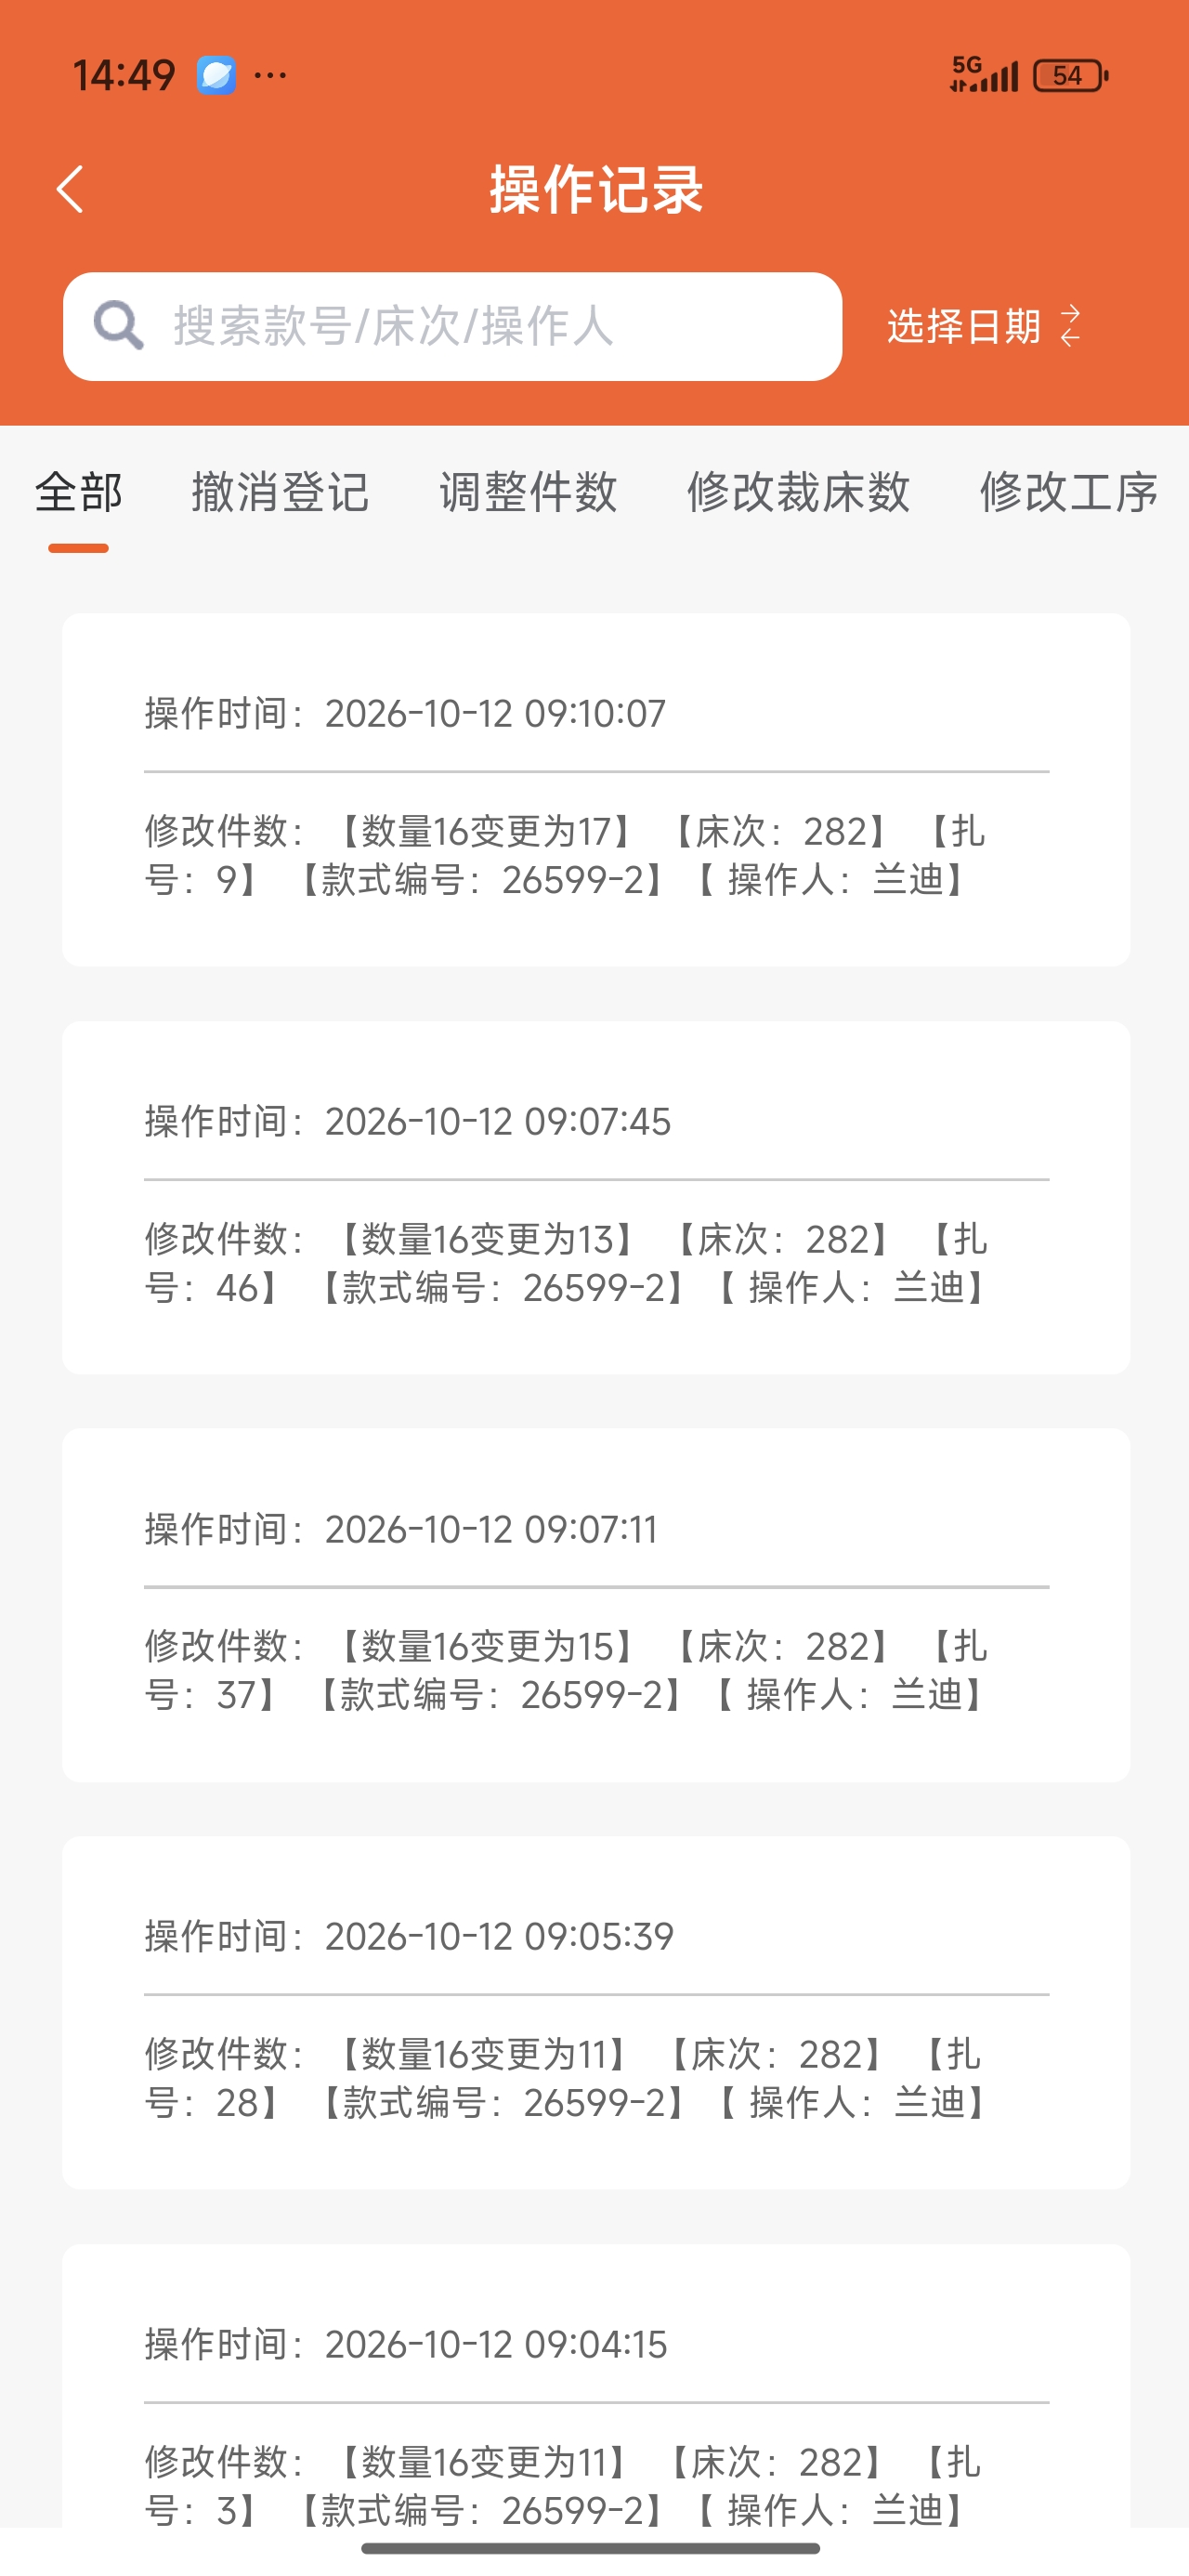 14:49 ... 5G 54
操作记录
搜索款号/床次/操作人 选择日期
全部 撤消登记 调整件数 修改裁床数 修改工序
操作时间：2026-10-12 09:10:07
修改件数：【数量16变更为17】【床次：282】【扎
号：9】【款式编号：26599-2】【 操作人：兰迪】
操作时间：2026-10-12 09:07:45
修改件数：【数量16变更为13】【床次：282】【扎
号：46】【款式编号：26599-2】【 操作人：兰迪】
操作时间：2026-10-12 09:07:11
修改件数：【数量16变更为15】【床次：282】【扎
号：37】【款式编号：26599-2】【 操作人：兰迪】
操作时间：2026-10-12 09:05:39
修改件数：【数量16变更为11】【床次：282】【扎
号：28】【款式编号：26599-2】【 操作人：兰迪】
操作时间：2026-10-12 09:04:15
修改件数：【数量16变更为11】【床次：282】【扎
号：3】【款式编号：26599-2】【 操作人：兰迪】